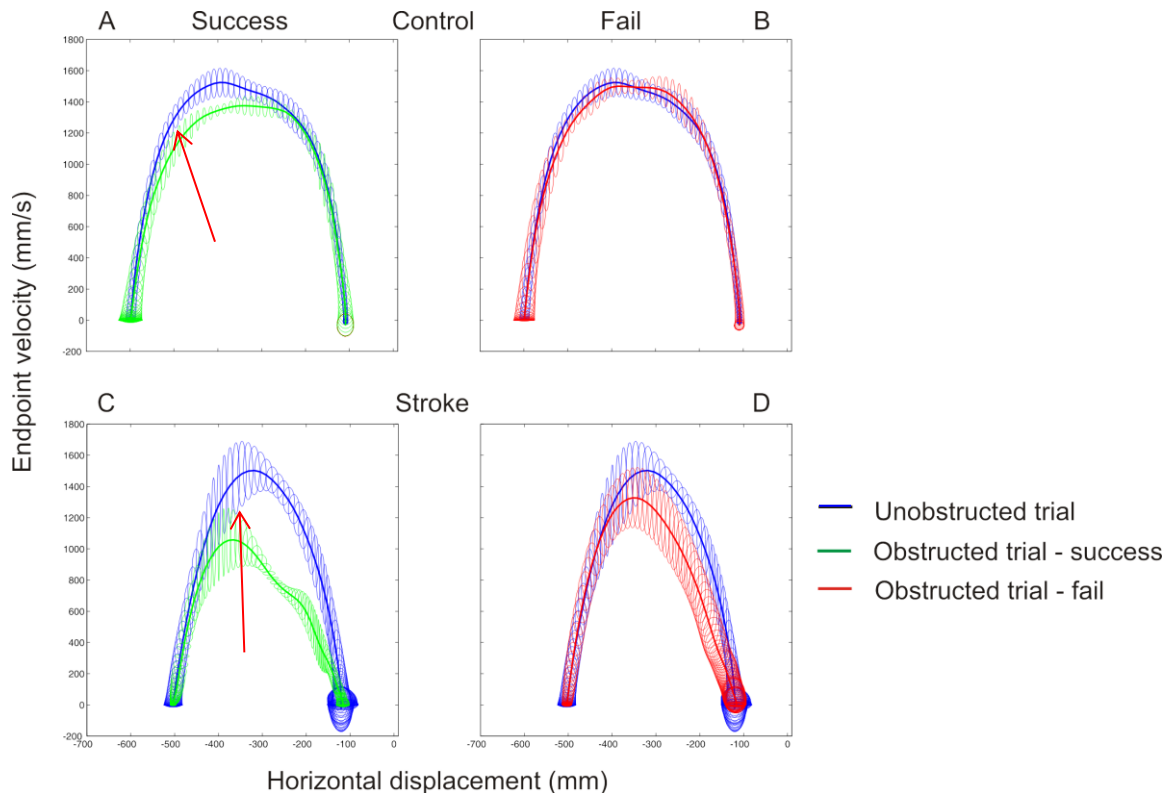 A Success Control Fail B
1800
1600
1400
1200
1000
800
600
400
200
0
-200
C Stroke D
1800
1600
1400
1200
1000
800
600
400
200
0
-200
-700 -600 -500 -400 -300 -200 -100 0
-700 -600 -500 -400 -300 -200 -100 0
Endpoint velocity (mm/s)
Horizontal displacement (mm)
Unobstructed trial
Obstructed trial - success
Obstructed trial - fail